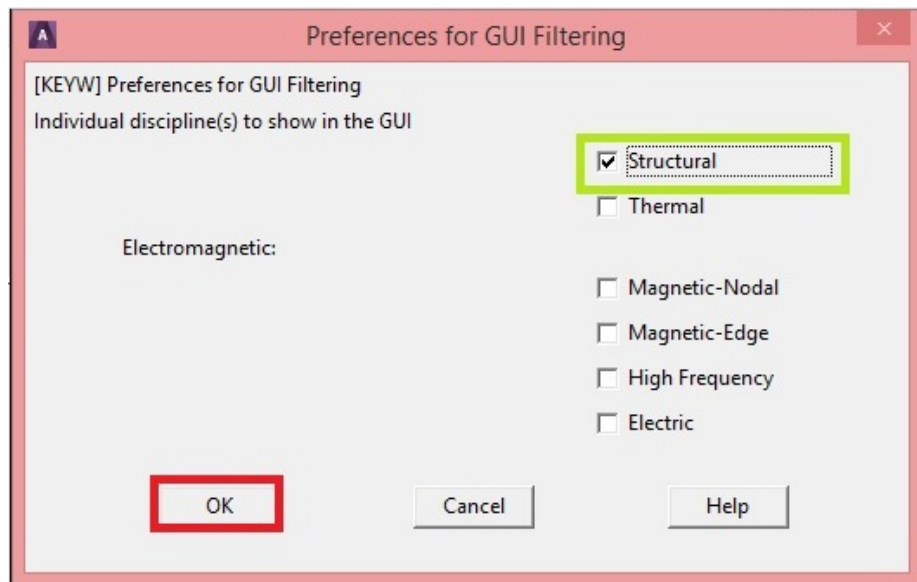 A
Preferences for GUI Filtering
[KEYW] Preferences for GUI Filtering
Individual discipline(s) to show in the GUI
Structural
Thermal
Electromagnetic:
Magnetic-Nodal
Magnetic-Edge
High Frequency
Electric
OK Cancel Help